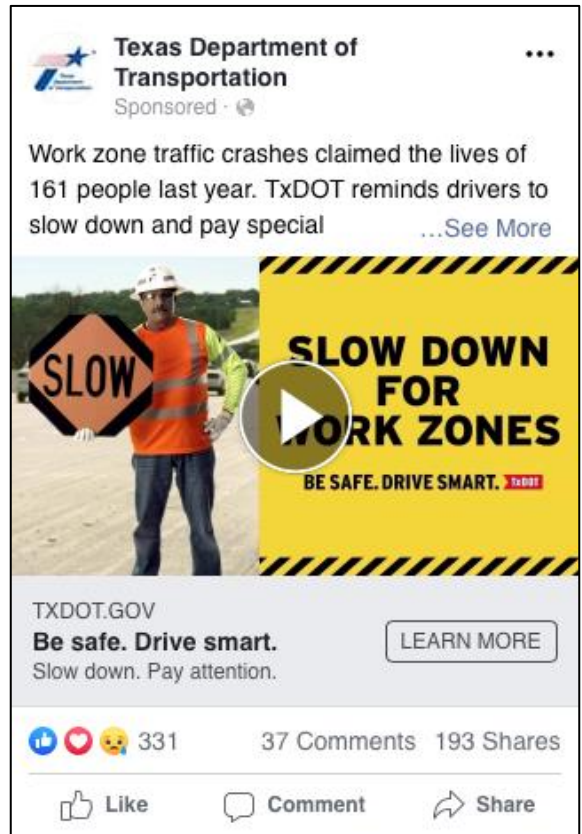 Texas Department of
Transportation
Sponsored ·
Work zone traffic crashes claimed the lives of
161 people last year. TxDOT reminds drivers to
slow down and pay special ...See More
SLOW
SLOW DOWN
FOR
WORK ZONES
BE SAFE. DRIVE SMART. TxDOT
TXDOT.GOV
Be safe. Drive smart.
Slow down. Pay attention.
LEARN MORE
331 37 Comments 193 Shares
Like Comment Share